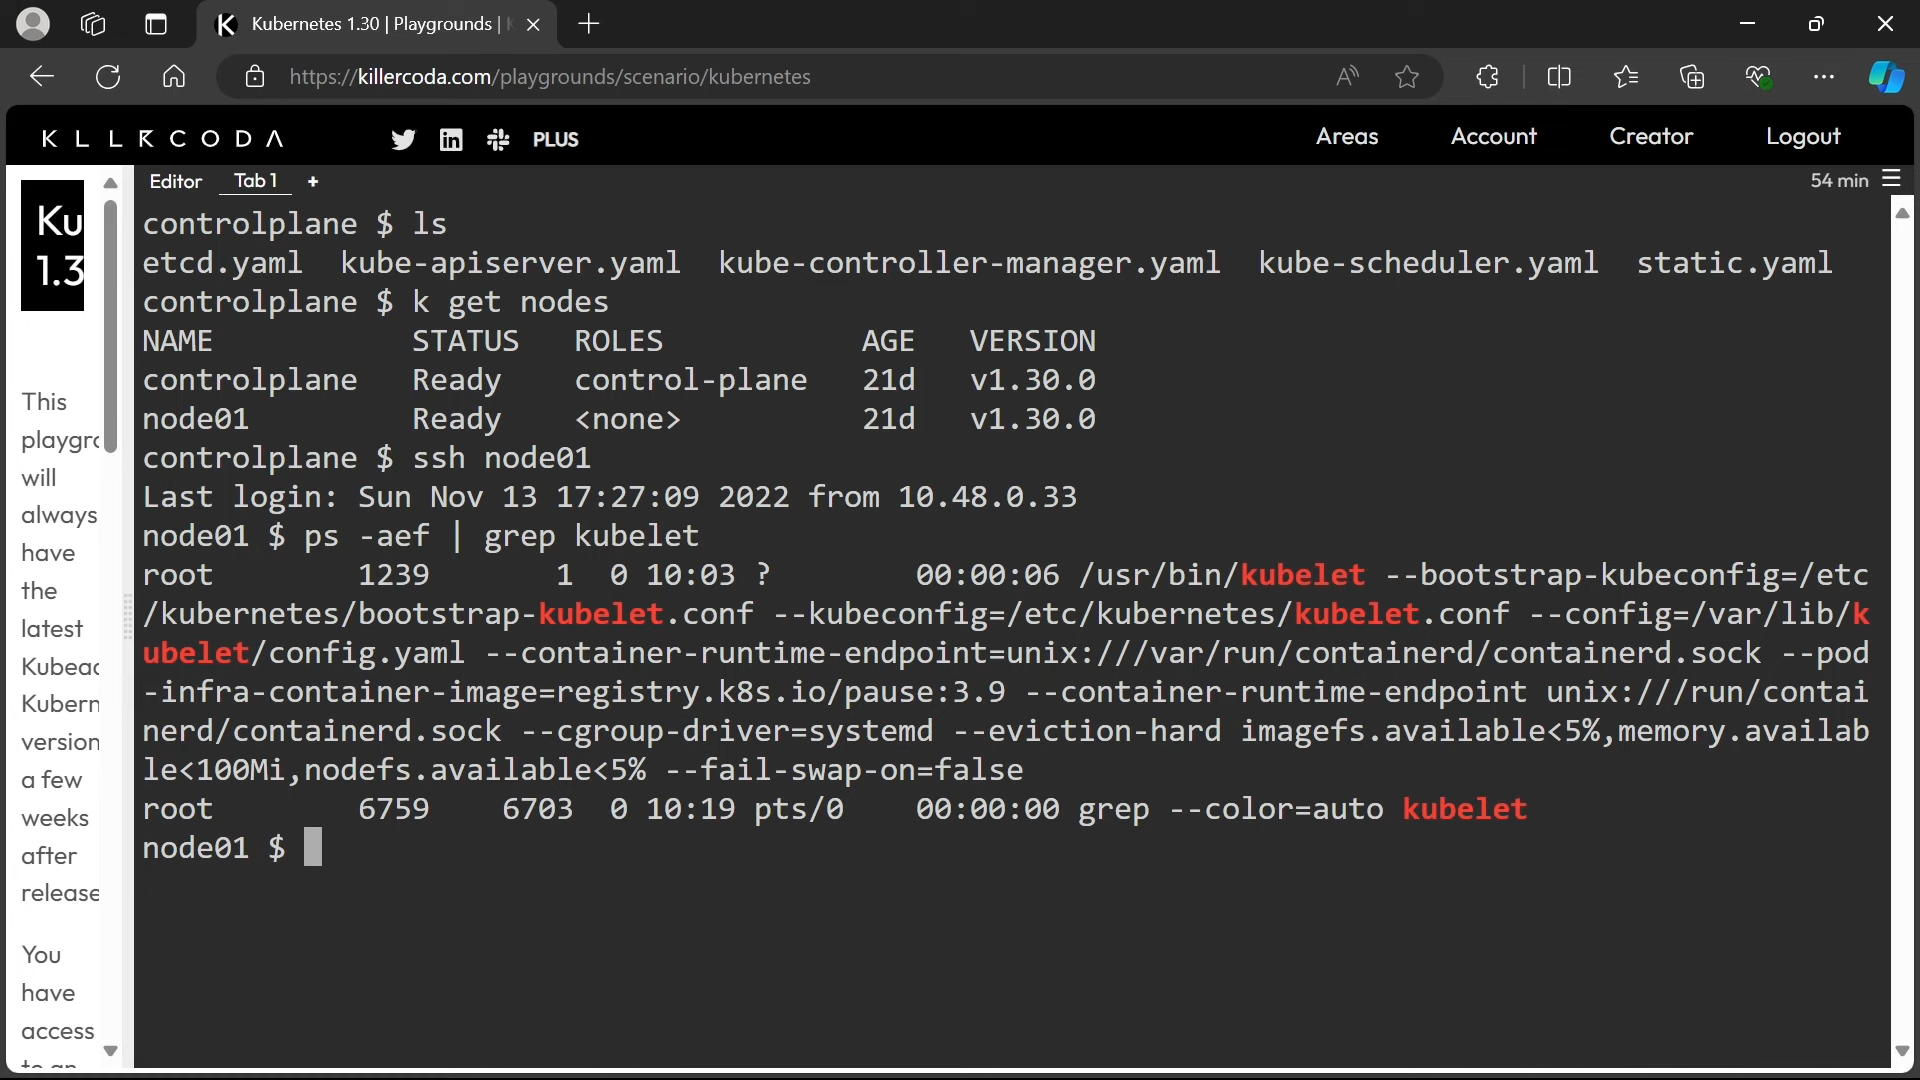 Kubernetes 1.30 | Playgrounds |
https://killercoda.com/playgrounds/scenario/kubernetes
KLLRCODA
PLUS
Areas
Account
Creator
Logout
Ku
1.3
This
playgr
will
always
have
the
latest
Kubea
Kubern
version
a few
weeks
after
release
You
have
access
to an
Editor
Tab 1
+
54 min
controlplane $ ls
etcd.yaml kube-apiserver.yaml kube-controller-manager.yaml kube-scheduler.yaml static.yaml
controlplane $ k get nodes
NAME STATUS ROLES AGE VERSION
controlplane Ready control-plane 21d v1.30.0
node01 Ready <none> 21d v1.30.0
controlplane $ ssh node01
Last login: Sun Nov 13 17:27:09 2022 from 10.48.0.33
node01 $ ps -aef | grep kubelet
root 1239 1 0 10:03 ? 00:00:06 /usr/bin/kubelet --bootstrap-kubeconfig=/etc
/kubernetes/bootstrap-kubelet.conf --kubeconfig=/etc/kubernetes/kubelet.conf --config=/var/lib/k
ubelet/config.yaml --container-runtime-endpoint=unix:///var/run/containerd/containerd.sock --pod
-infra-container-image=registry.k8s.io/pause:3.9 --container-runtime-endpoint unix:///run/contai
nerd/containerd.sock --cgroup-driver=systemd --eviction-hard imagefs.available<5%,memory.availab
le<100Mi,nodefs.available<5% --fail-swap-on=false
root 6759 6703 0 10:19 pts/0 00:00:00 grep --color=auto kubelet
node01 $